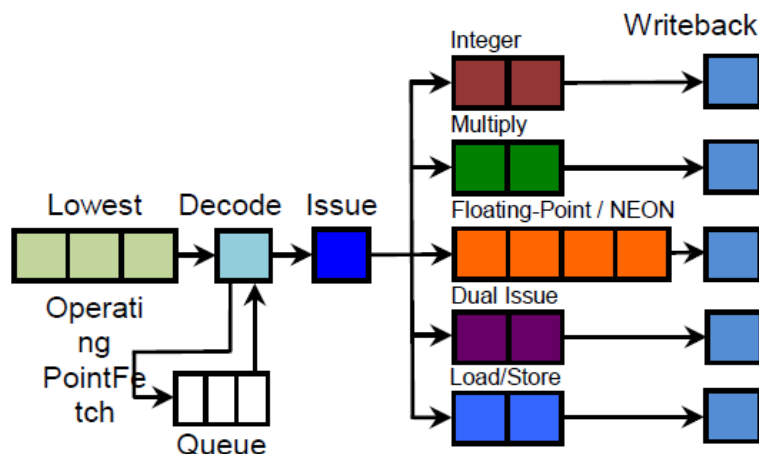 Writeback
Integer
Multiply
Lowest
Decode
Issue
Floating-Point / NEON
Operati
ng
PointFe
tch
Queue
Dual Issue
Load/Store